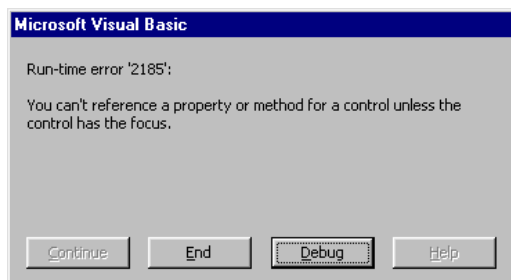 Microsoft Visual Basic
Run-time error '2185':
You can't reference a property or method for a control unless the
control has the focus.
Continue End Debug Help